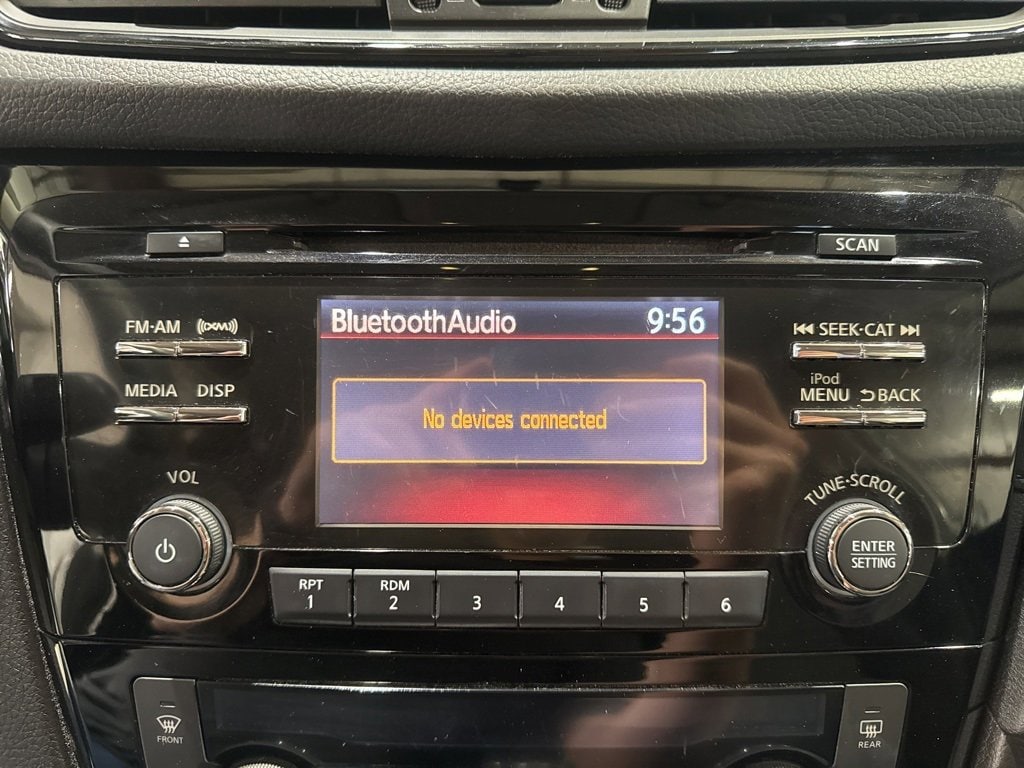 SCAN
FM·AM ((XM))
BluetoothAudio 9:56
SEEK·CAT
MEDIA DISP
iPod
MENU BACK
No devices connected
VOL
TUNE·SCROLL
ENTER
SETTING
RPT
1
RDM
2
3
4
5
6
FRONT
REAR